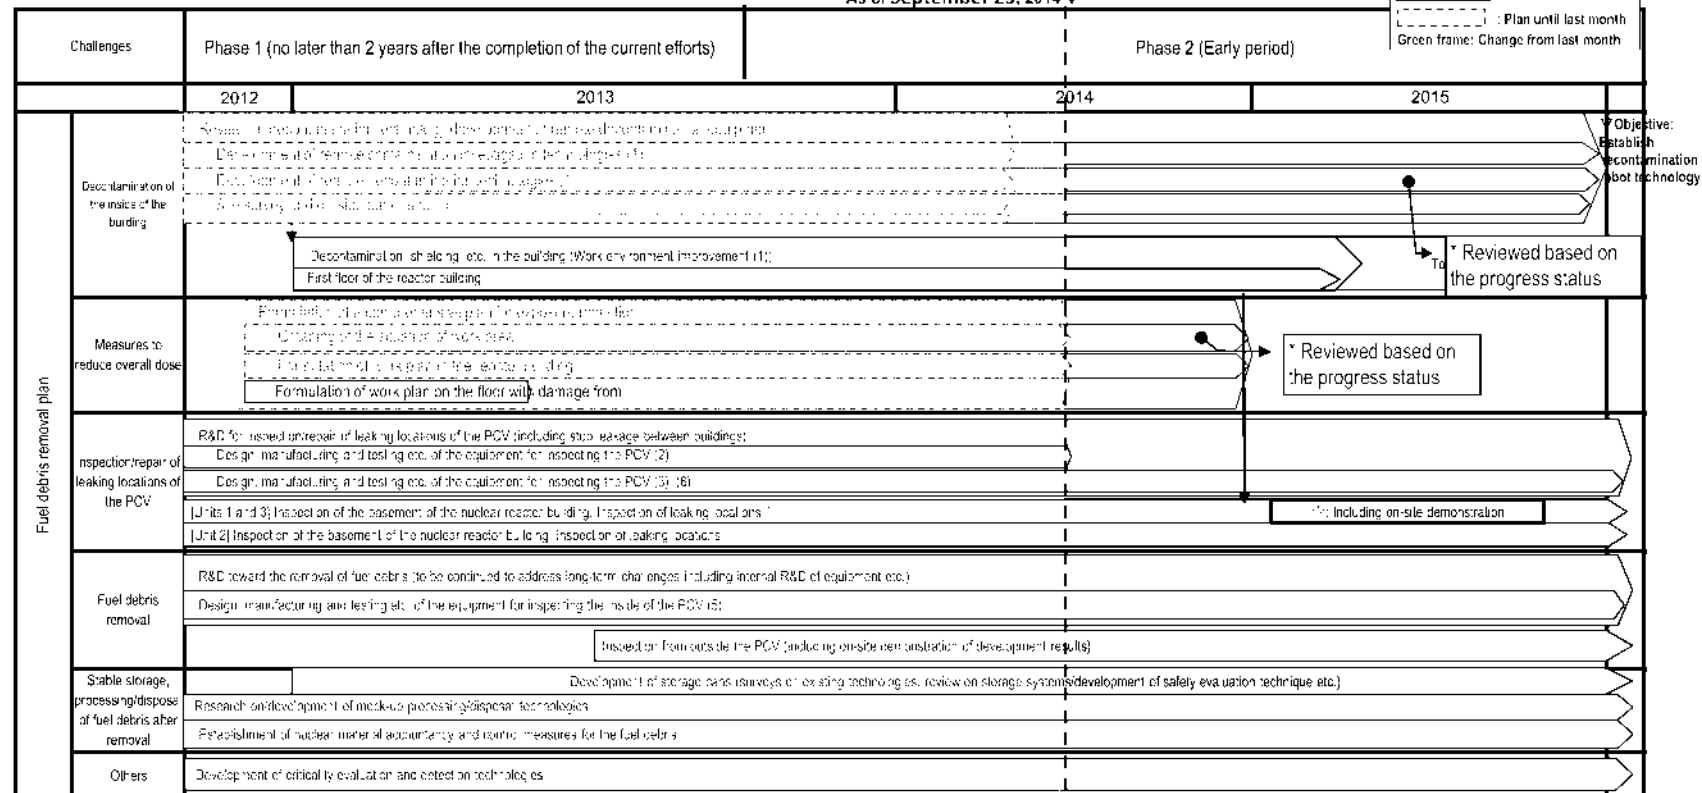 As of September 25, 2014
: Plan until last month
Green frame: Change from last month
Challenges
Phase 1 (no later than 2 years after the completion of the current efforts)
Phase 2 (Early period)
2012
2013
2014
2015
Fuel debris removal plan
Decontamination of
the inside of the
building
Objective:
Establish
decontamination
robot technology
Decontamination, shielding, etc. in the building (Work environment improvement (1))
First floor of the reactor building
To
* Reviewed based on
the progress status
Measures to
reduce overall dose
Formulation of work plan in the reactor building
Formulation of work plan on the floor with damage from
* Reviewed based on
the progress status
Inspection/repair of
leaking locations of
the PCV
R&D for inspection/repair of leaking locations of the PCV (including stop leakage between buildings)
Design, manufacturing and testing etc. of the equipment for inspecting the PCV (2)
Design, manufacturing and testing etc. of the equipment for inspecting the PCV (3), (6)
[Units 1 and 3] Inspection of the basement of the nuclear reactor building, Inspection of leaking locations
: Including on-site demonstration
[Unit 2] Inspection of the basement of the nuclear reactor building, Inspection of leaking locations
Fuel debris
removal
R&D toward the removal of fuel debris (to be continued to address long-term challenges including internal R&D of equipment etc.)
Design, manufacturing and testing etc. of the equipment for inspecting the inside of the PCV (5)
Inspection from outside the PCV (including on-site demonstration of development results)
Stable storage,
processing/disposa
of fuel debris after
removal
Development of storage cans (surveys on existing technologies, review on storage systems/development of safety evaluation technique etc.)
Research on/development of mock-up processing/disposal technologies
Establishment of nuclear material accountancy and control measures for the fuel debris
Others
Development of criticality evaluation and detection technologies